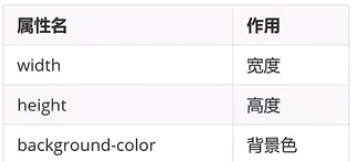 属性名 作用
width 宽度
height 高度
background-color 背景色